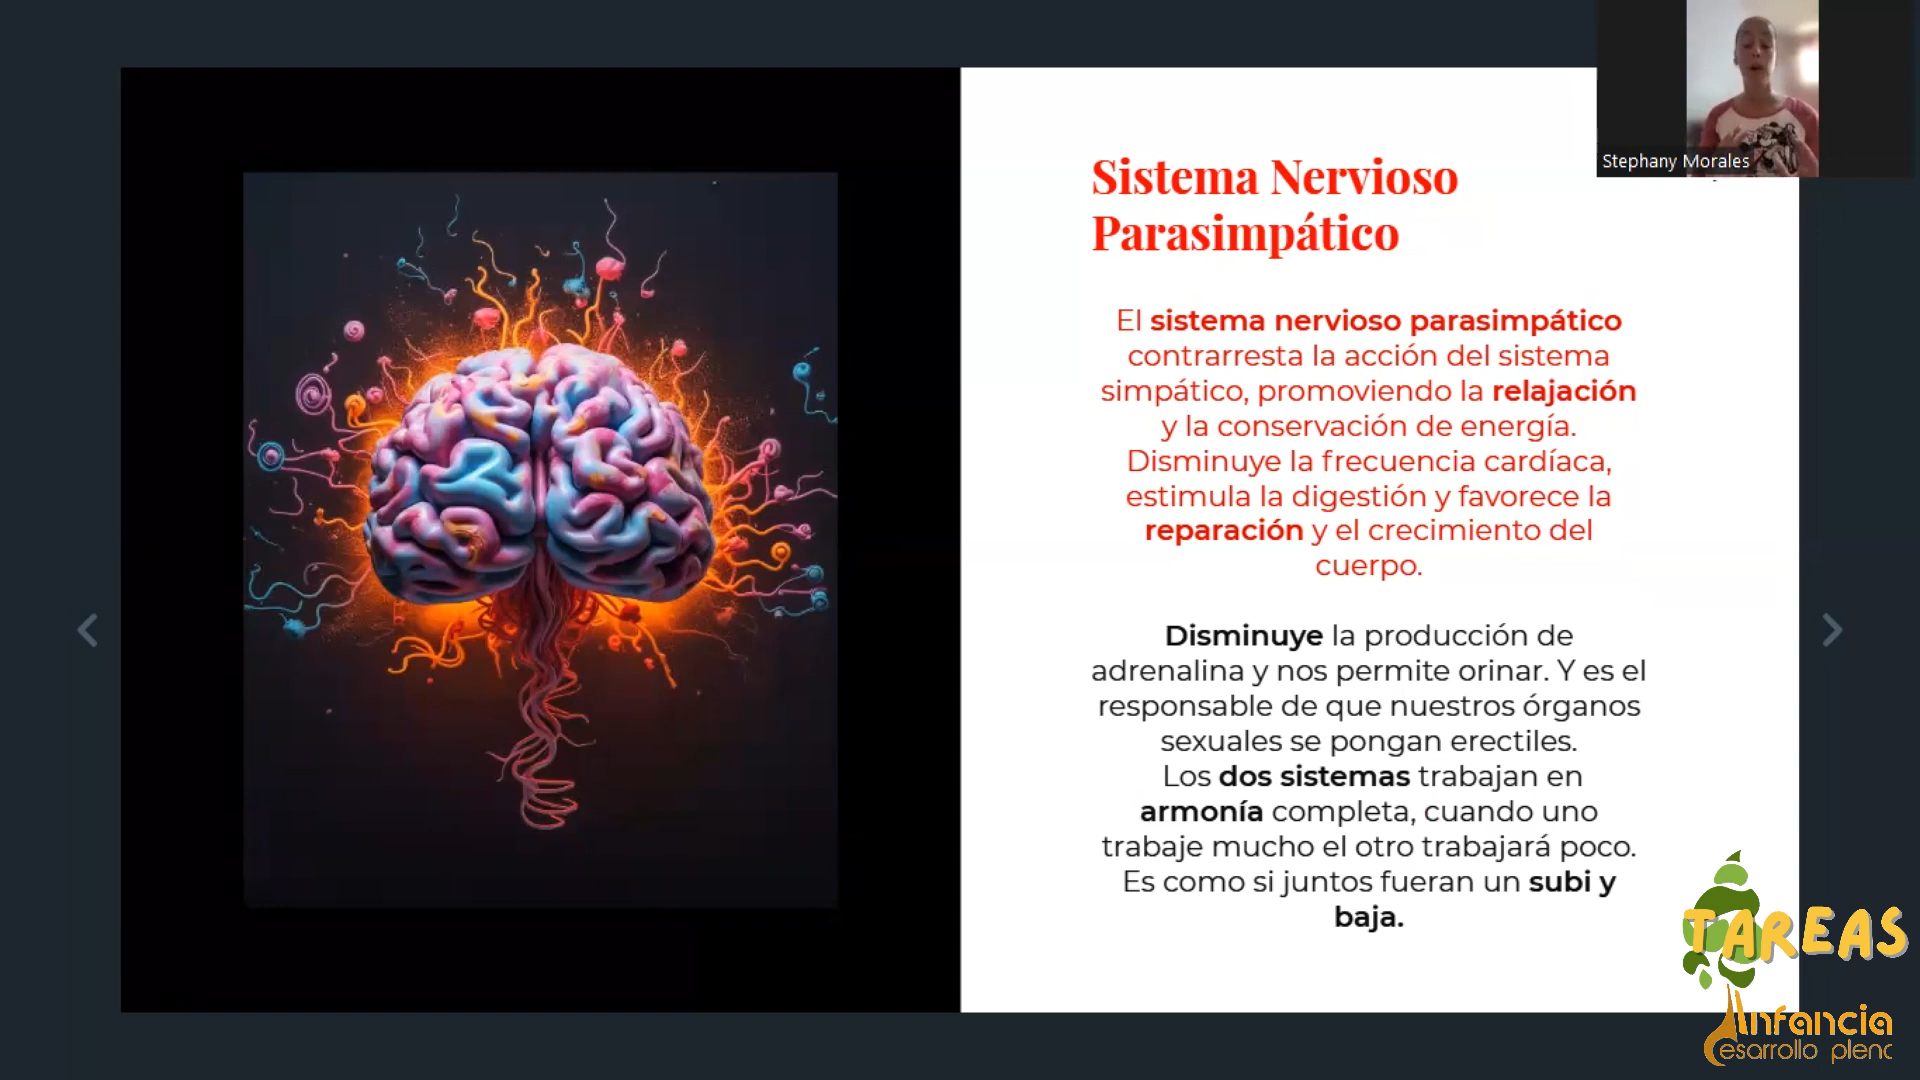 Stephany Morales
Sistema Nervioso
Parasimpático
El sistema nervioso parasimpático
contrarresta la acción del sistema
simpático, promoviendo la relajación
y la conservación de energía.
Disminuye la frecuencia cardíaca,
estimula la digestión y favorece la
reparación y el crecimiento del
cuerpo.
Disminuye la producción de
adrenalina y nos permite orinar. Y es el
responsable de que nuestros órganos
sexuales se pongan erectiles.
Los dos sistemas trabajan en
armonía completa, cuando uno
trabaje mucho el otro trabajará poco.
Es como si juntos fueran un subi y
baja.
TAREAS
Infancia
Desarrollo pleno